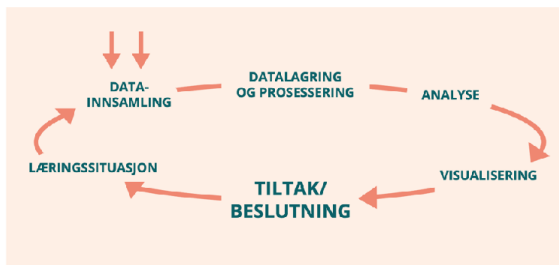 DATA-
INNSAMLING
DATALAGRING
OG PROSESSERING
ANALYSE
VISUALISERING
TILTAK/
BESLUTNING
LÆRINGSSITUASJON